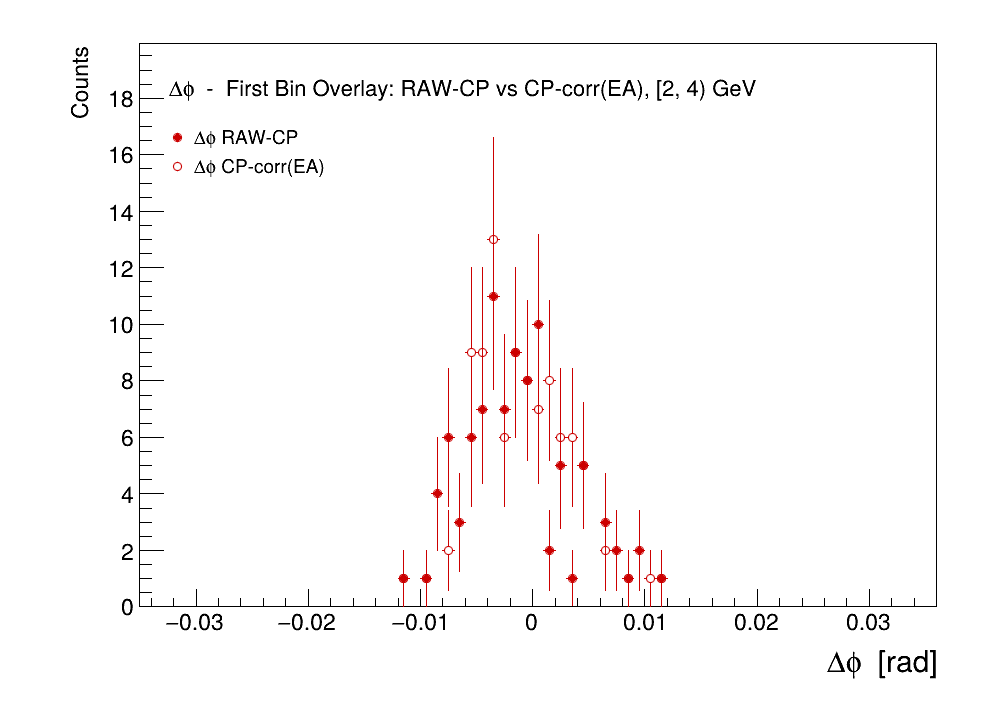 Counts
Δϕ - First Bin Overlay: RAW-CP vs CP-corr(EA), [2, 4) GeV
Δϕ RAW-CP
Δϕ CP-corr(EA)
18
16
14
12
10
8
6
4
2
0
−0.03 −0.02 −0.01 0 0.01 0.02 0.03
Δϕ [rad]